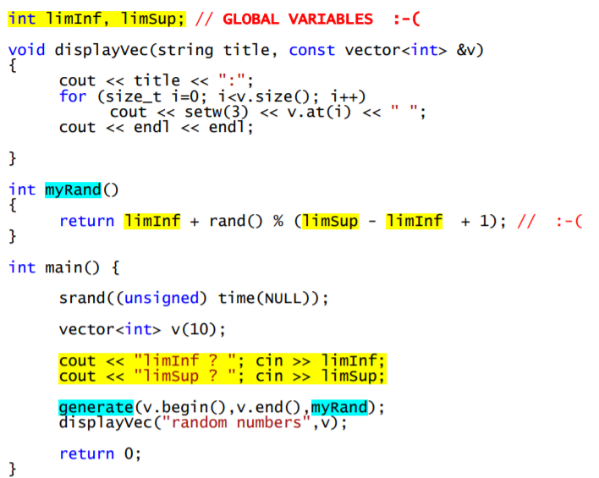 int limInf, limSup; // GLOBAL VARIABLES :-(
void displayVec(string title, const vector<int> &v)
{
cout << title << ":";
for (size_t i=0; i<v.size(); i++)
cout << setw(3) << v.at(i) << " ";
cout << endl << endl;
}
int myRand()
{
return limInf + rand() % (limSup - limInf + 1); // :-(
}
int main() {
srand((unsigned) time(NULL));
vector<int> v(10);
cout << "limInf ? "; cin >> limInf;
cout << "limSup ? "; cin >> limSup;
generate(v.begin(),v.end(),myRand);
displayVec("random numbers",v);
return 0;
}